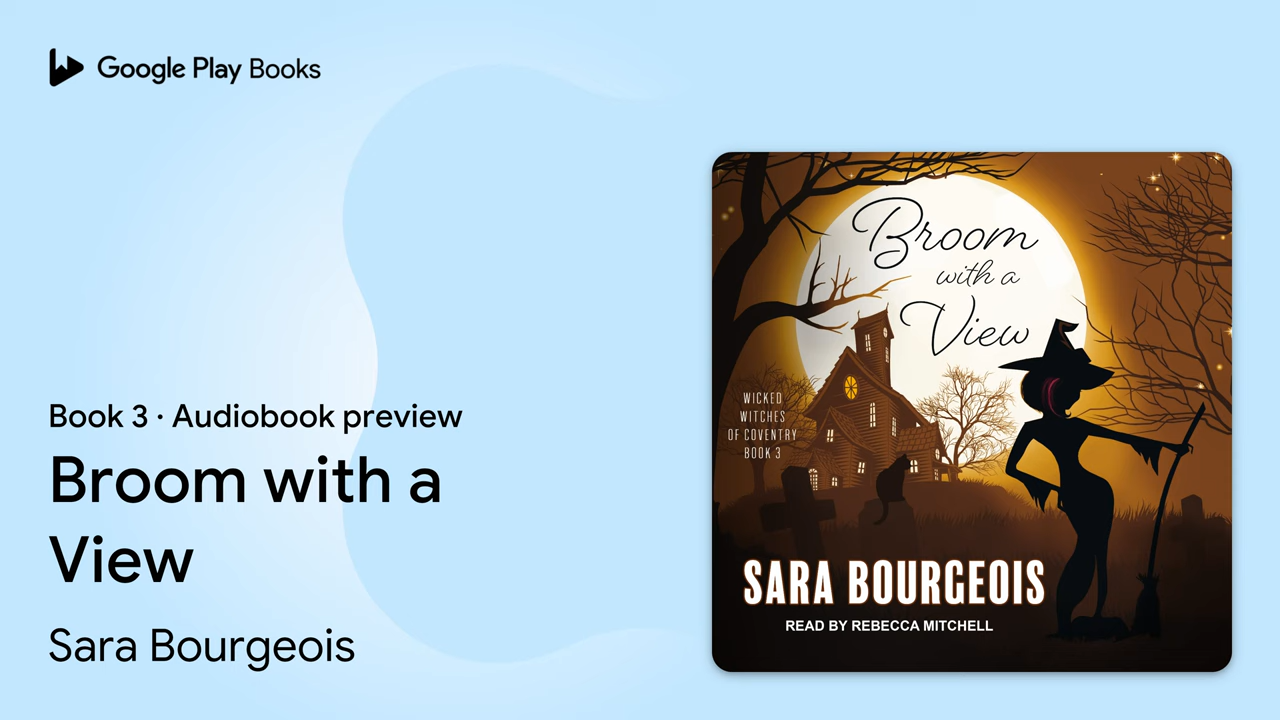 Google Play Books
Book 3 · Audiobook preview
Broom with a
View
Sara Bourgeois
Broom
with a
View
WICKED
WITCHES
OF COVENTRY
BOOK 3
SARA BOURGEOIS
READ BY REBECCA MITCHELL